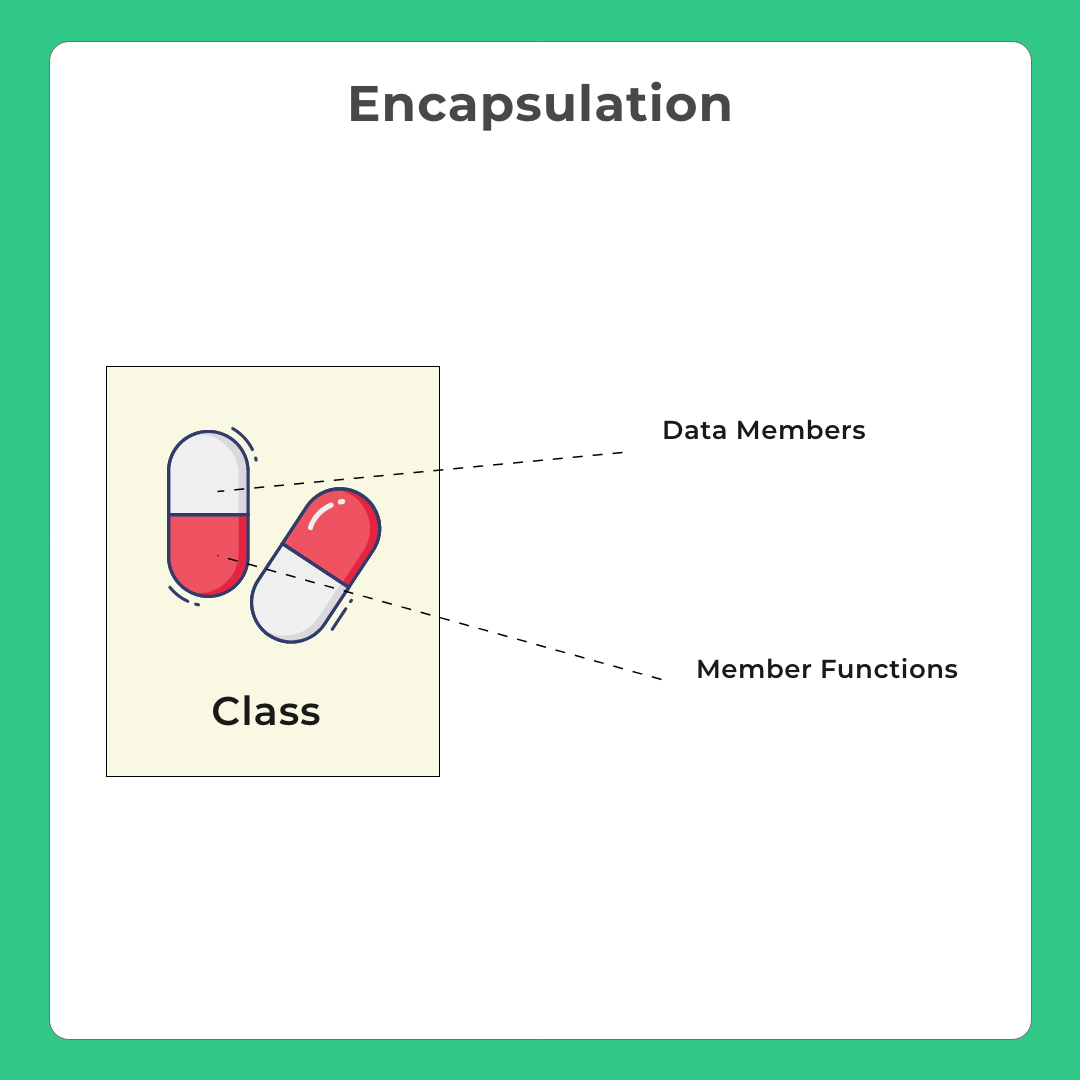 Encapsulation
Data Members
Member Functions
Class